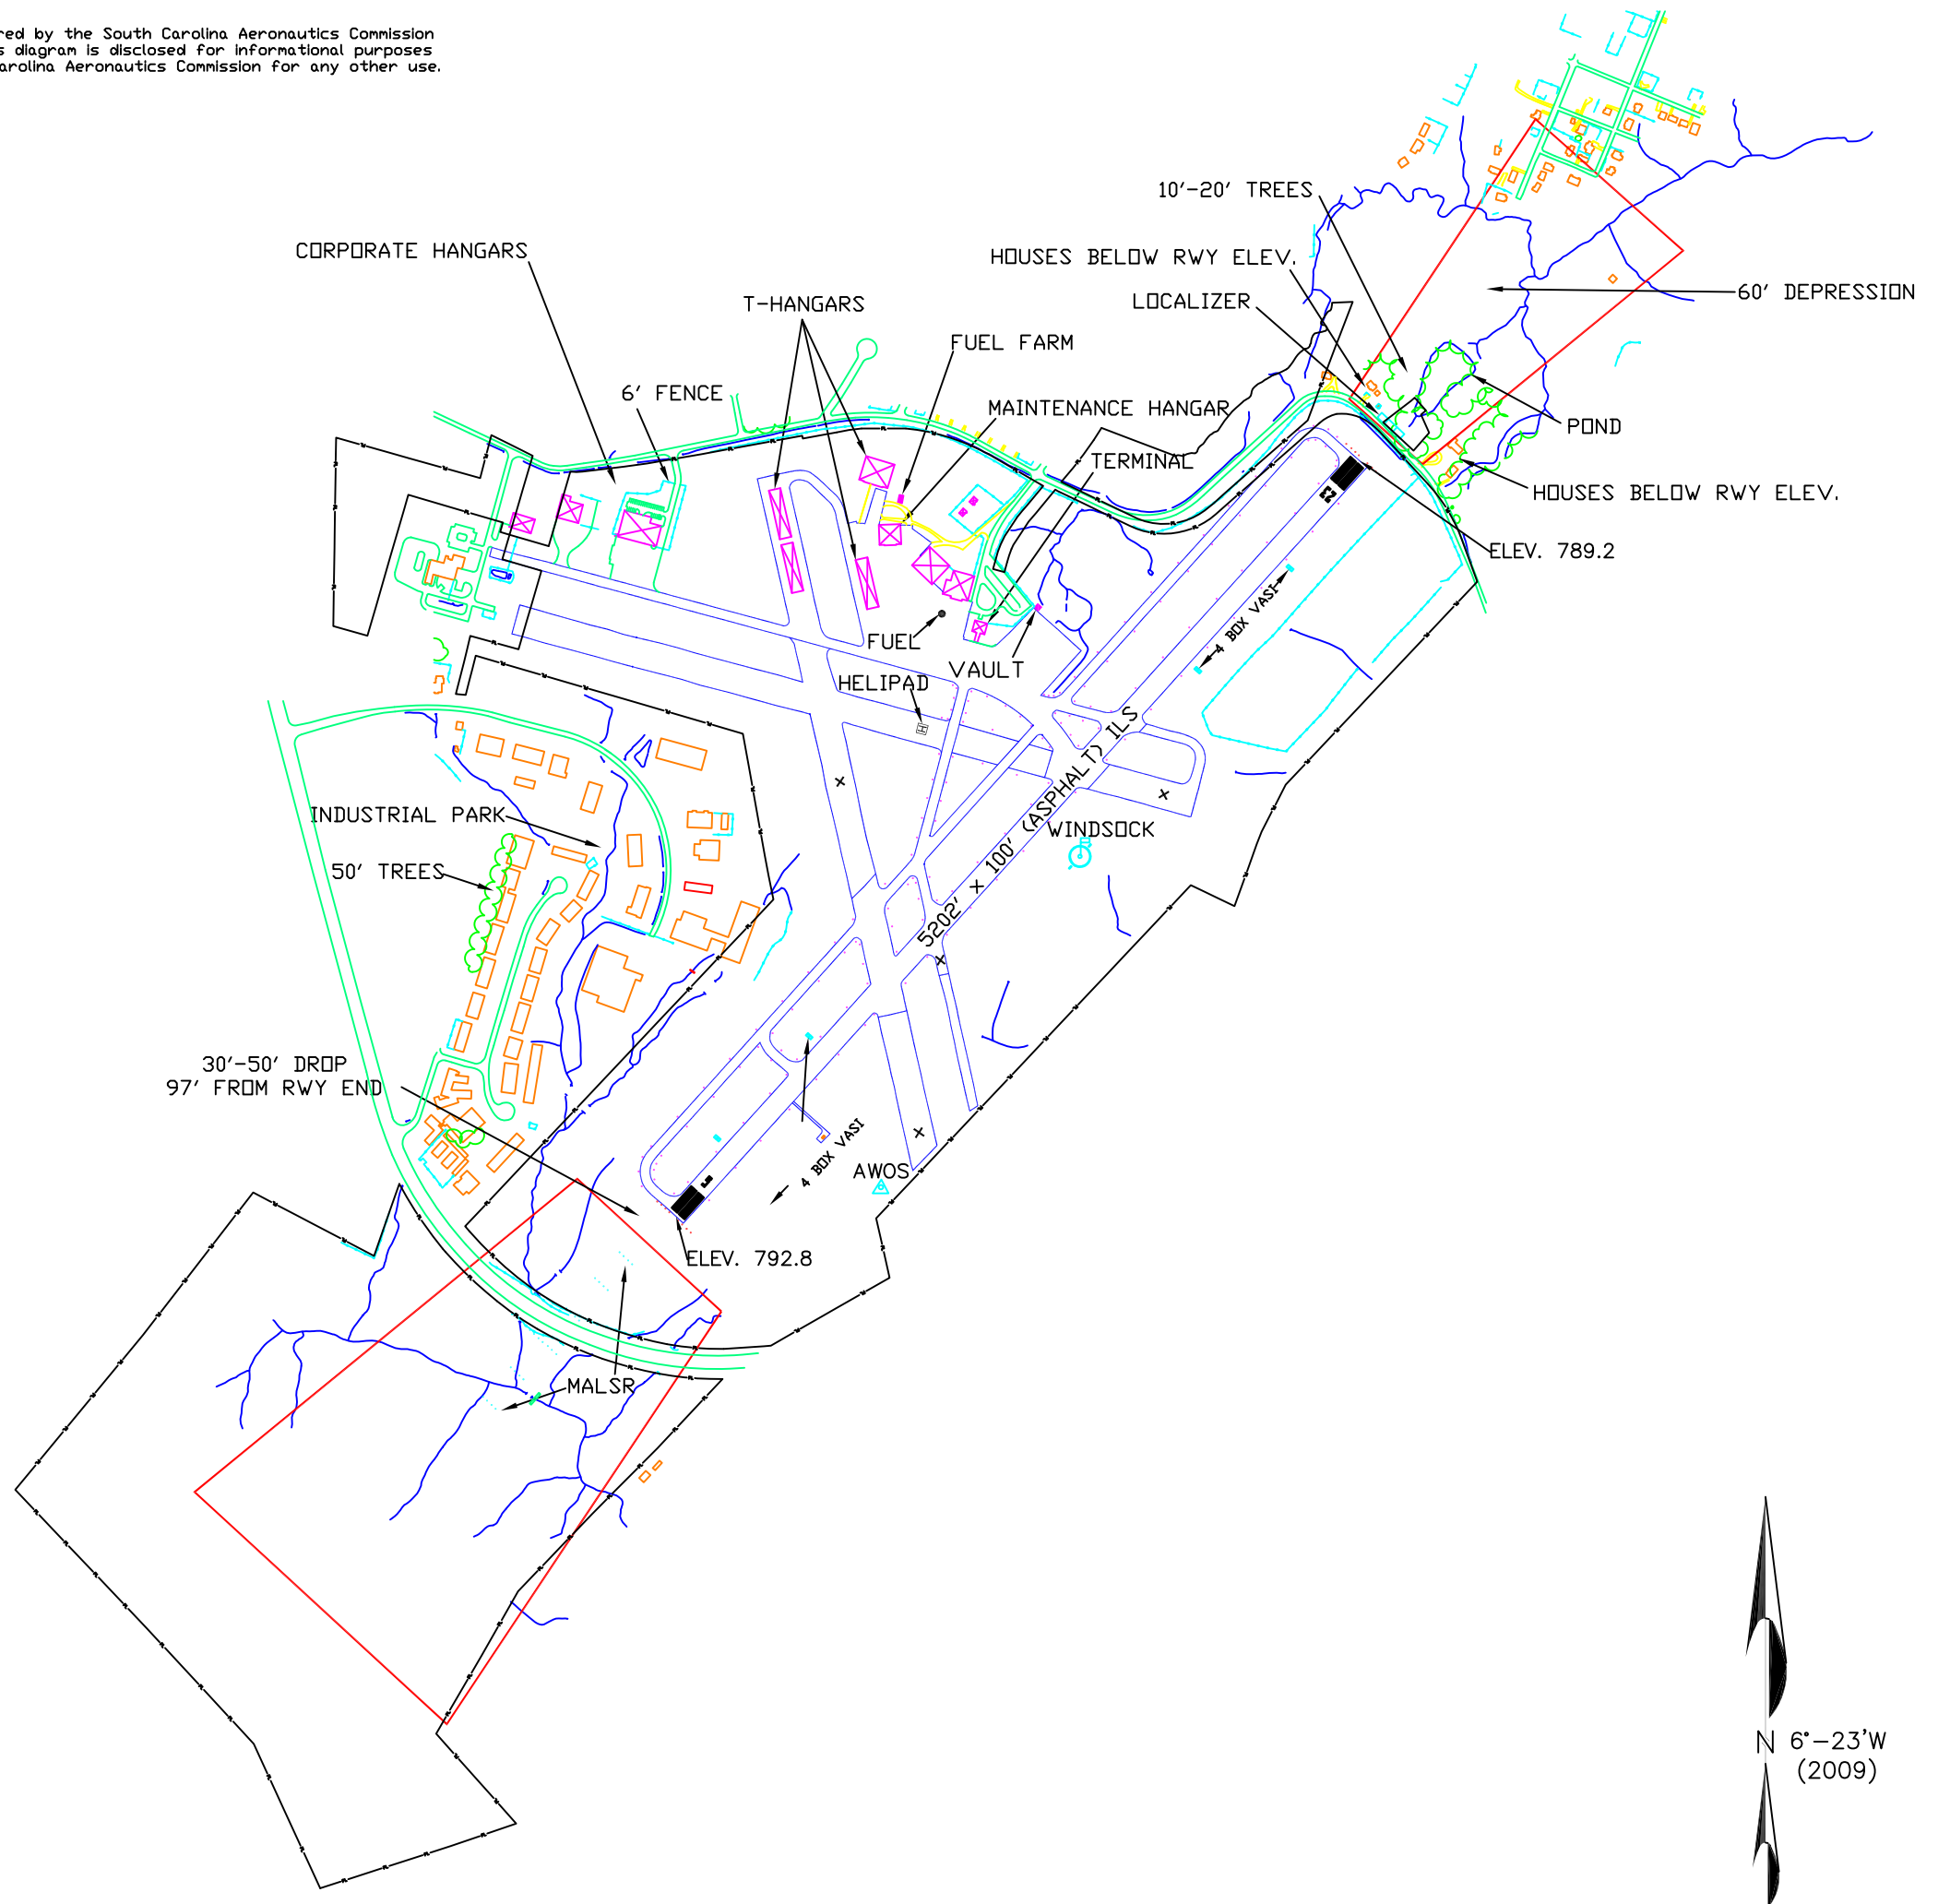 red by the South Carolina Aeronautics Commission
s diagram is disclosed for informational purposes
arolina Aeronautics Commission for any other use.
10'-20' TREES
CORPORATE HANGARS
HOUSES BELOW RWY ELEV.
60' DEPRESSION
T-HANGARS
LOCALIZER
FUEL FARM
6' FENCE
MAINTENANCE HANGAR
POND
TERMINAL
HOUSES BELOW RWY ELEV.
ELEV. 789.2
4 BOX VASI
FUEL
VAULT
HELIPAD
5202' X 100' (ASPHALT) ILS
INDUSTRIAL PARK
WINDSOCK
50' TREES
30'-50' DROP
97' FROM RWY END
4 BOX VASI
AWOS
ELEV. 792.8
MALSR
N 6°-23'W
(2009)